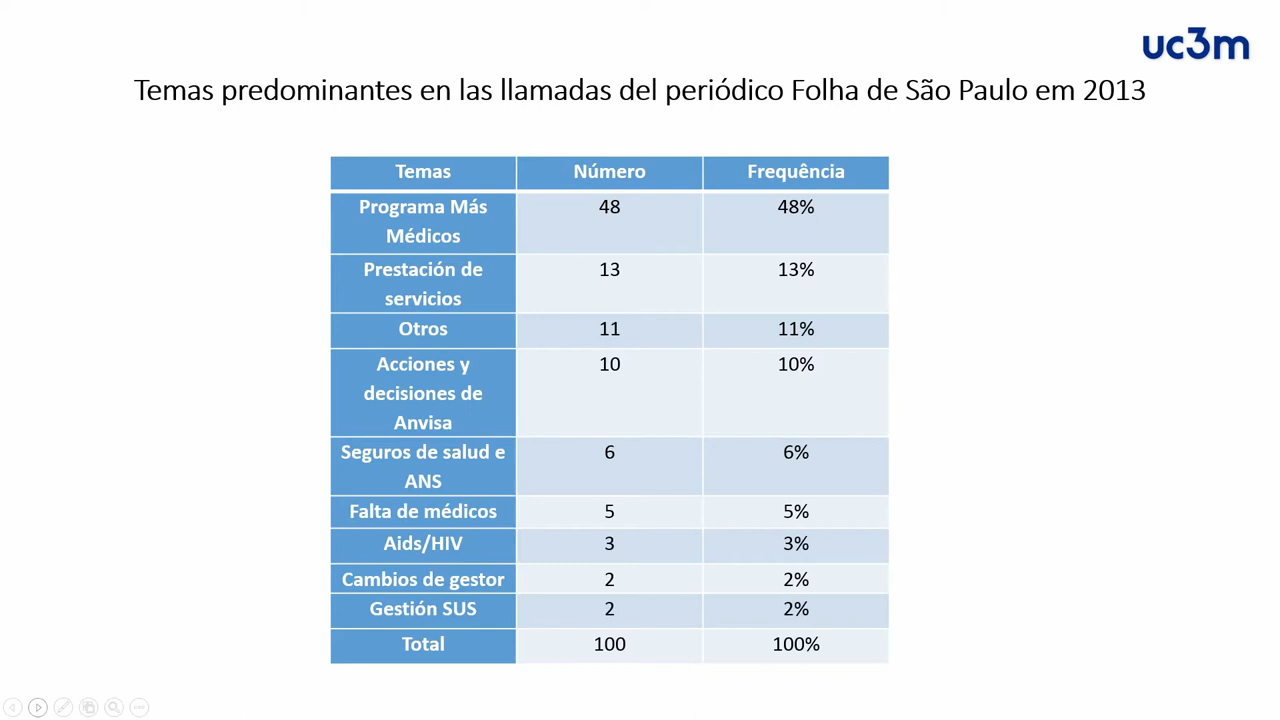 uc3m
Temas predominantes en las llamadas del periódico Folha de São Paulo em 2013
Temas Número Frequência
Programa Más
Médicos 48 48%
Prestación de
servicios 13 13%
Otros 11 11%
Acciones y
decisiones de
Anvisa 10 10%
Seguros de salud e
ANS 6 6%
Falta de médicos 5 5%
Aids/HIV 3 3%
Cambios de gestor 2 2%
Gestión SUS 2 2%
Total 100 100%